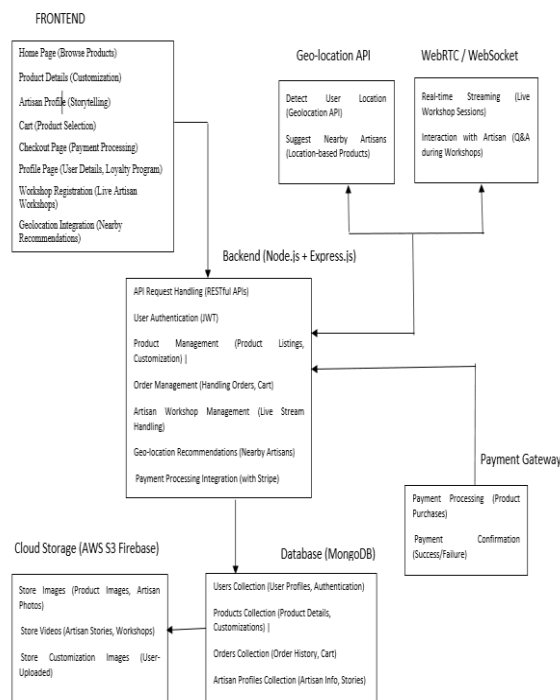 FRONTEND
Home Page (Browse Products)
Product Details (Customization)
Artisan Profile (Storytelling)
Cart (Product Selection)
Checkout Page (Payment Processing)
Profile Page (User Details, Loyalty Program)
Workshop Registration (Live Artisan
Workshops)
Geolocation Integration (Nearby
Recommendations)
Geo-location API
Detect User Location
(Geolocation API)
Suggest Nearby Artisans
(Location-based Products)
WebRTC / WebSocket
Real-time Streaming (Live
Workshop Sessions)
Interaction with Artisan (Q&A
during Workshops)
Backend (Node.js + Express.js)
API Request Handling (RESTful APIs)
User Authentication (JWT)
Product Management (Product Listings,
Customization) |
Order Management (Handling Orders, Cart)
Artisan Workshop Management (Live Stream
Handling)
Geo-location Recommendations (Nearby Artisans)
Payment Processing Integration (with Stripe)
Payment Gateway
Payment Processing (Product
Purchases)
Payment Confirmation
(Success/Failure)
Cloud Storage (AWS S3 Firebase)
Store Images (Product Images, Artisan
Photos)
Store Videos (Artisan Stories, Workshops)
Store Customization Images (User-
Uploaded)
Database (MongoDB)
Users Collection (User Profiles, Authentication)
Products Collection (Product Details,
Customizations) |
Orders Collection (Order History, Cart)
Artisan Profiles Collection (Artisan Info, Stories)